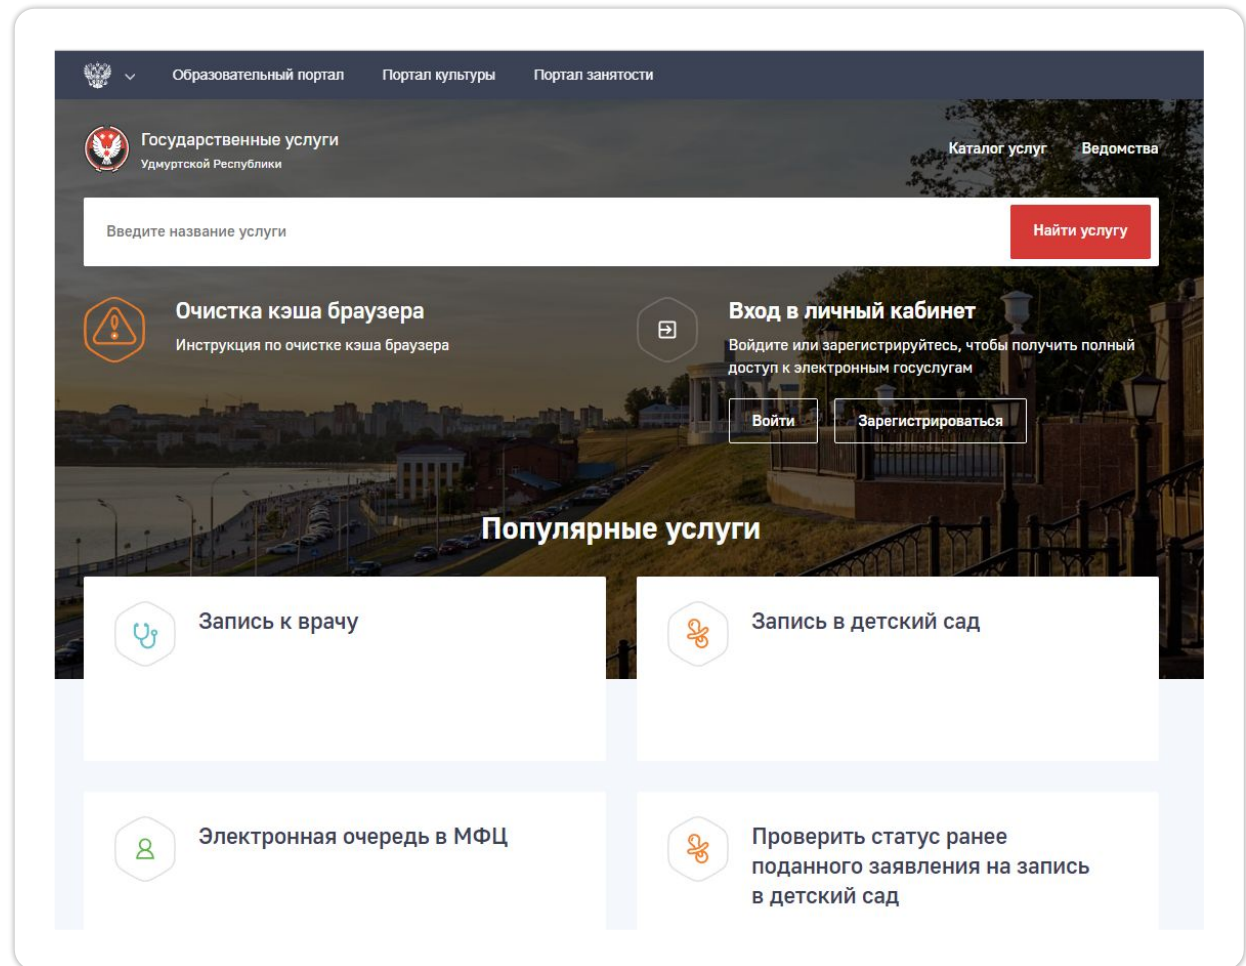 Образовательный портал Портал культуры Портал занятости
Государственные услуги
Удмуртской Республики
Каталог услуг Ведомства
Введите название услуги
Найти услугу
Очистка кэша браузера
Инструкция по очистке кэша браузера
Вход в личный кабинет
Войдите или зарегистрируйтесь, чтобы получить полный
доступ к электронным госуслугам
Войти Зарегистрироваться
Популярные услуги
Запись к врачу
Запись в детский сад
Электронная очередь в МФЦ
Проверить статус ранее
поданного заявления на запись
в детский сад